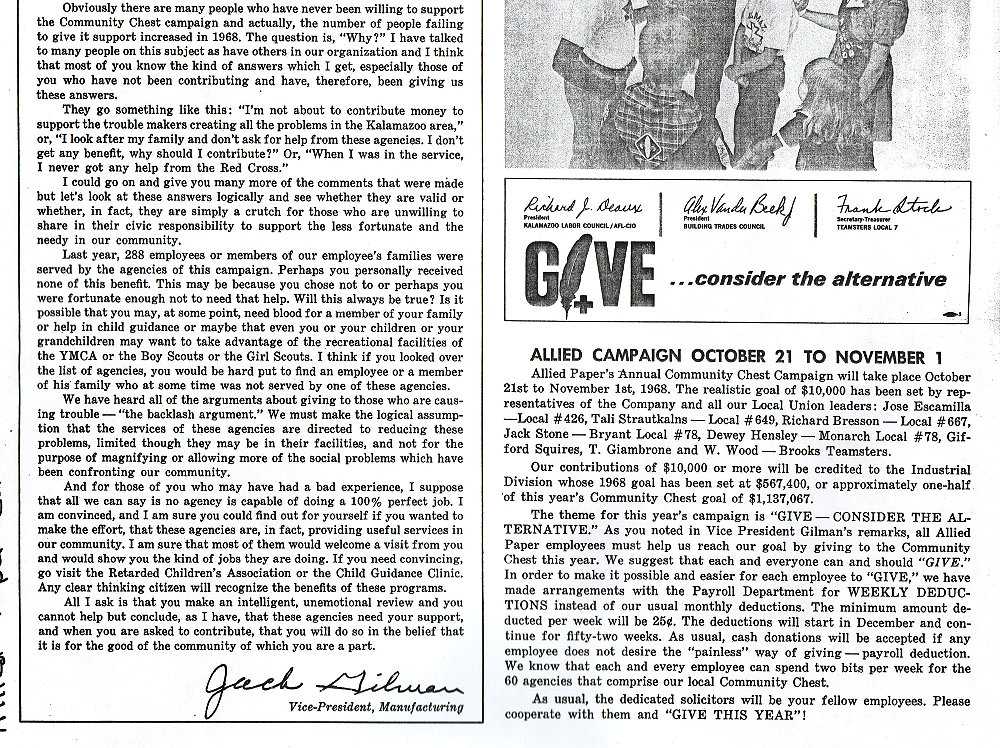 Obviously there are many people who have never been willing to support
the Community Chest campaign and actually, the number of people failing
to give it support increased in 1968. The question is, “Why?” I have talked
to many people on this subject as have others in our organization and I think
that most of you know the kind of answers which I get, especially those of
you who have not been contributing and have, therefore, been giving us
these answers.
They go something like this: “I'm not about to contribute money to
support the trouble makers creating all the problems in the Kalamazoo area,”
or, “I look after my family and don't ask for help from these agencies. I don't
get any benefit, why should I contribute?” Or, “When I was in the service,
I never got any help from the Red Cross.”
I could go on and give you many more of the comments that were made
but let's look at these answers logically and see whether they are valid or
whether, in fact, they are simply a crutch for those who are unwilling to
share in their civic responsibility to support the less fortunate and the
needy in our community.
Last year, 288 employees or members of our employee's families were
served by the agencies of this campaign. Perhaps you personally received
none of this benefit. This may be because you chose not to or perhaps you
were fortunate enough not to need that help. Will this always be true? Is it
possible that you may, at some point, need blood for a member of your family
or help in child guidance or maybe that even you or your children or your
grandchildren may want to take advantage of the recreational facilities of
the YMCA or the Boy Scouts or the Girl Scouts. I think if you looked over
the list of agencies, you would be hard put to find an employee or a member
of his family who at some time was not served by one of these agencies.
We have heard all of the arguments about giving to those who are caus-
ing trouble — “the backlash argument.” We must make the logical assump-
tion that the services of these agencies are directed to reducing these
problems, limited though they may be in their facilities, and not for the
purpose of magnifying or allowing more of the social problems which have
been confronting our community.
And for those of you who may have had a bad experience, I suppose
that all we can say is no agency is capable of doing a 100% perfect job. I
am convinced, and I am sure you could find out for yourself if you wanted to
make the effort, that these agencies are, in fact, providing useful services in
our community. I am sure that most of them would welcome a visit from you
and would show you the kind of jobs they are doing. If you need convincing,
go visit the Retarded Children's Association or the Child Guidance Clinic.
Any clear thinking citizen will recognize the benefits of these programs.
All I ask is that you make an intelligent, unemotional review and you
cannot help but conclude, as I have, that these agencies need your support,
and when you are asked to contribute, that you will do so in the belief that
it is for the good of the community of which you are a part.
Jack Gilman
Vice-President, Manufacturing
Richard J. Deaux
President
KALAMAZOO LABOR COUNCIL/AFL-CIO
Alex Vander Beek
President
BUILDING TRADES COUNCIL
Frank Stock
Secretary-Treasurer
TEAMSTERS LOCAL 7
GIVE ...consider the alternative
ALLIED CAMPAIGN OCTOBER 21 TO NOVEMBER 1
Allied Paper's Annual Community Chest Campaign will take place October
21st to November 1st, 1968. The realistic goal of $10,000 has been set by rep-
resentatives of the Company and all our Local Union leaders: Jose Escamilla
—Local #426, Tali Strautkalns — Local #649, Richard Bresson — Local #667,
Jack Stone — Bryant Local #78, Dewey Hensley — Monarch Local #78, Gif-
ford Squires, T. Giambrone and W. Wood — Brooks Teamsters.
Our contributions of $10,000 or more will be credited to the Industrial
Division whose 1968 goal has been set at $567,400, or approximately one-half
of this year's Community Chest goal of $1,137,067.
The theme for this year's campaign is “GIVE — CONSIDER THE AL-
TERNATIVE.” As you noted in Vice President Gilman's remarks, all Allied
Paper employees must help us reach our goal by giving to the Community
Chest this year. We suggest that each and everyone can and should “GIVE.”
In order to make it possible and easier for each employee to “GIVE,” we have
made arrangements with the Payroll Department for WEEKLY DEDUC-
TIONS instead of our usual monthly deductions. The minimum amount de-
ducted per week will be 25¢. The deductions will start in December and con-
tinue for fifty-two weeks. As usual, cash donations will be accepted if any
employee does not desire the “painless” way of giving — payroll deduction.
We know that each and every employee can spend two bits per week for the
60 agencies that comprise our local Community Chest.
As usual, the dedicated solicitors will be your fellow employees. Please
cooperate with them and “GIVE THIS YEAR”!